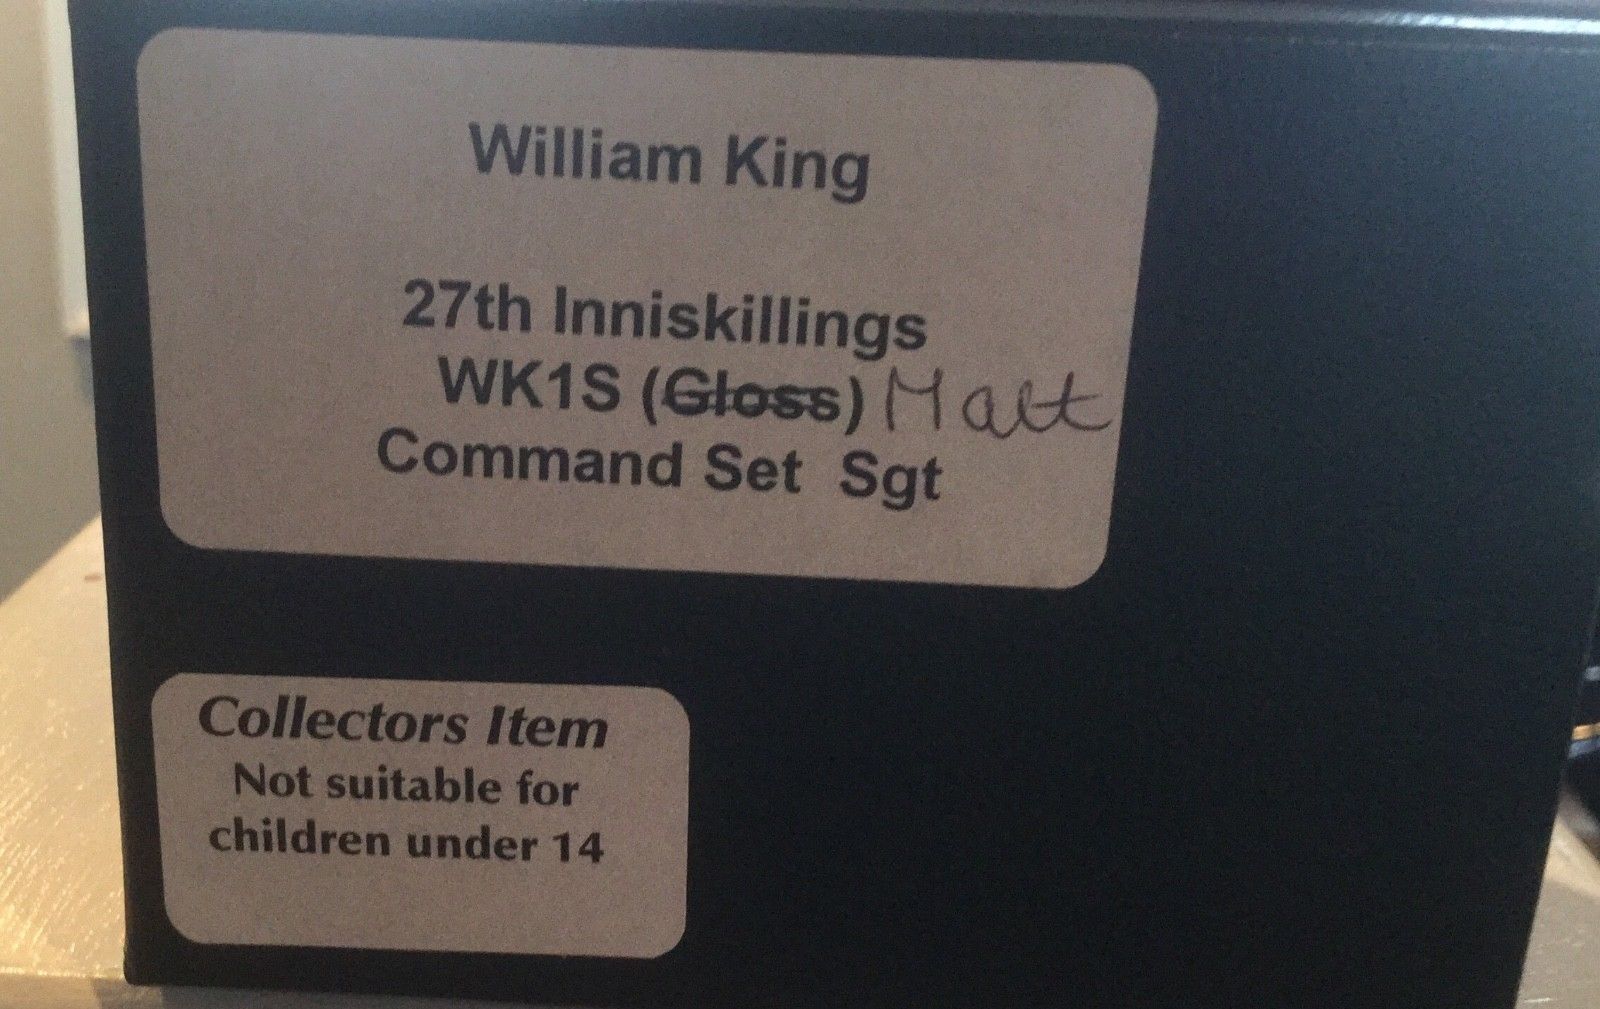 William King
27th Inniskillings
WK1S (Gloss) Matt
Command Set Sgt
Collectors Item
Not suitable for
children under 14